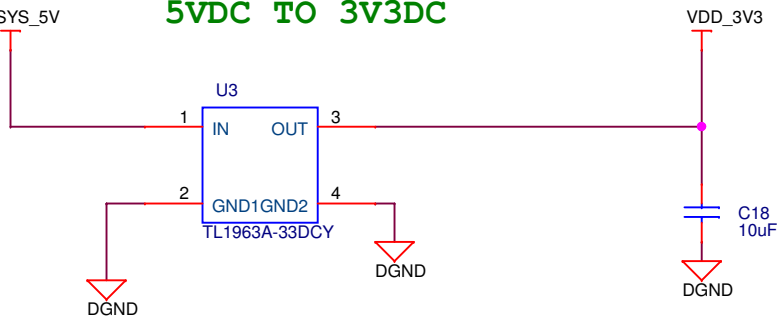 SYS_5V
5VDC TO 3V3DC
VDD_3V3
U3
1
IN
OUT
3
2
GND1GND2
4
TL1963A-33DCY
C18
10uF
DGND
DGND
DGND